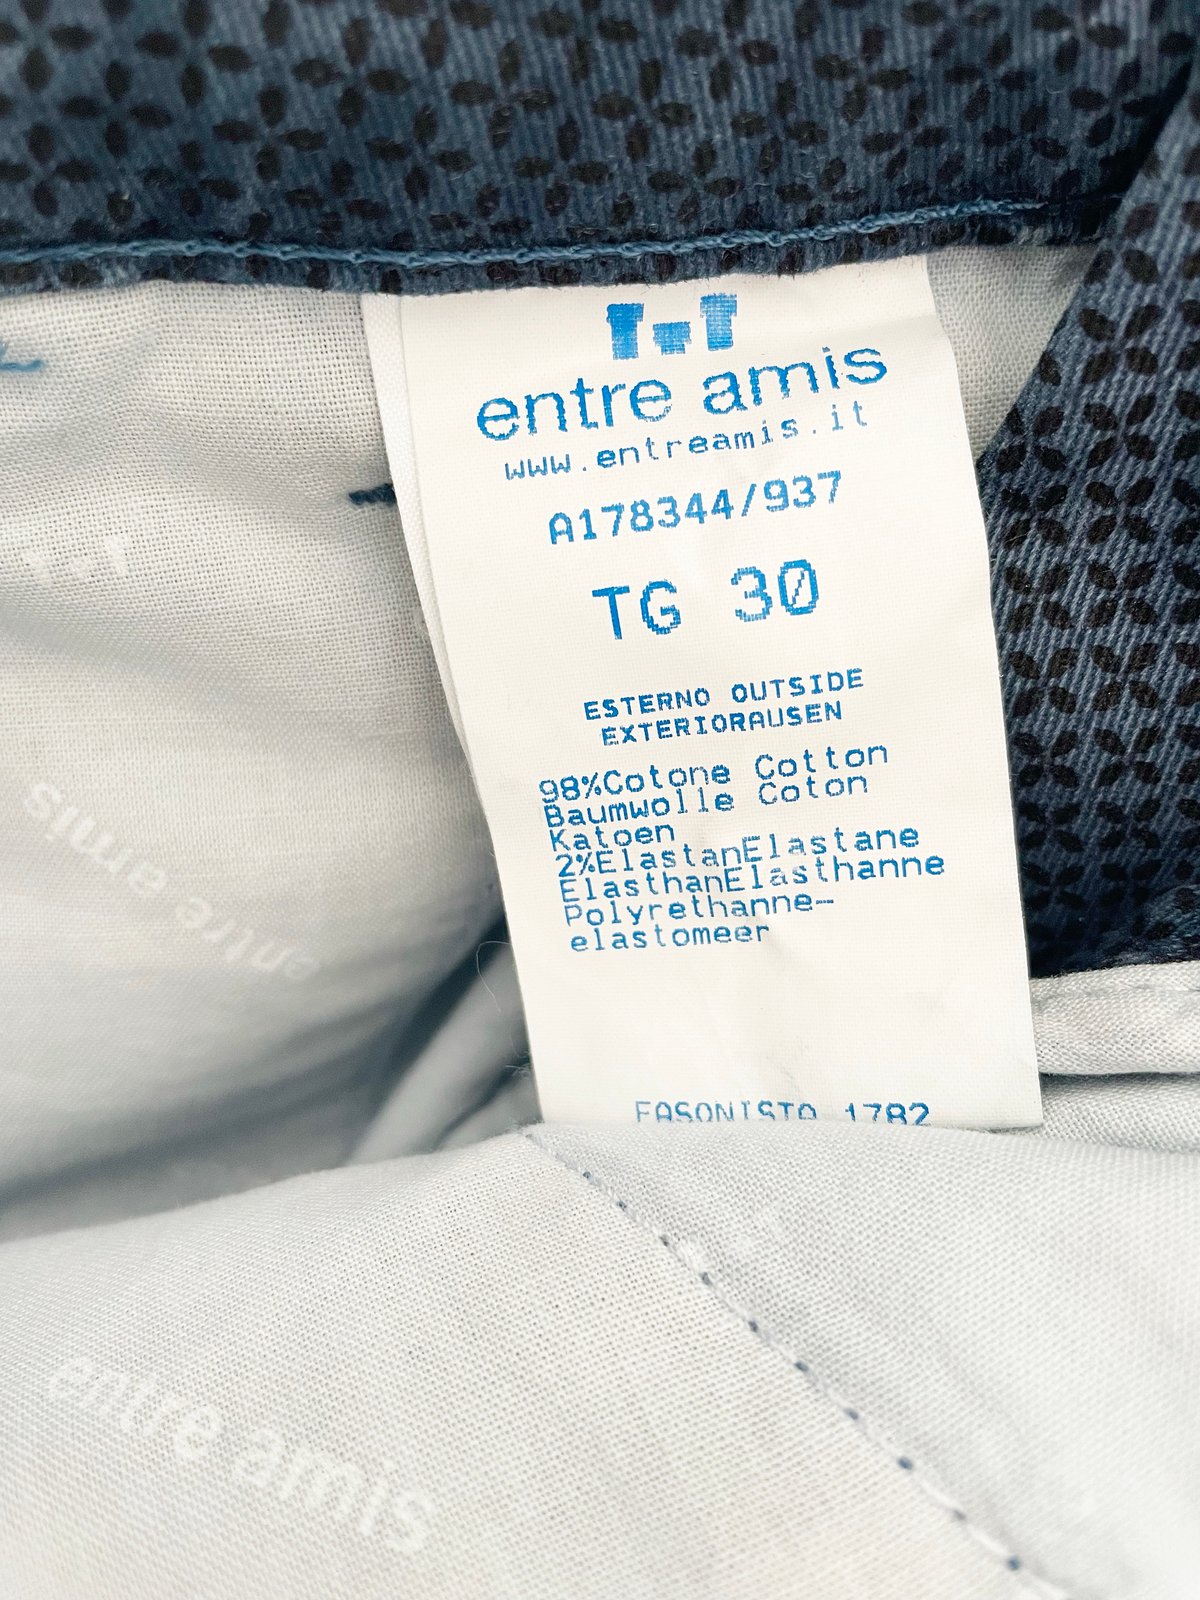 entre amis
www.entreamis.it
A178344/937
TG 30
ESTERNO OUTSIDE
EXTERIORAUSEN
98%Cotone Cotton
Baumwolle Coton
Katoen
2%ElastanElastane
ElasthanElasthanne
Polyrethanne-
elastomeer
FASONISTA 1782
entre amis
entre amis